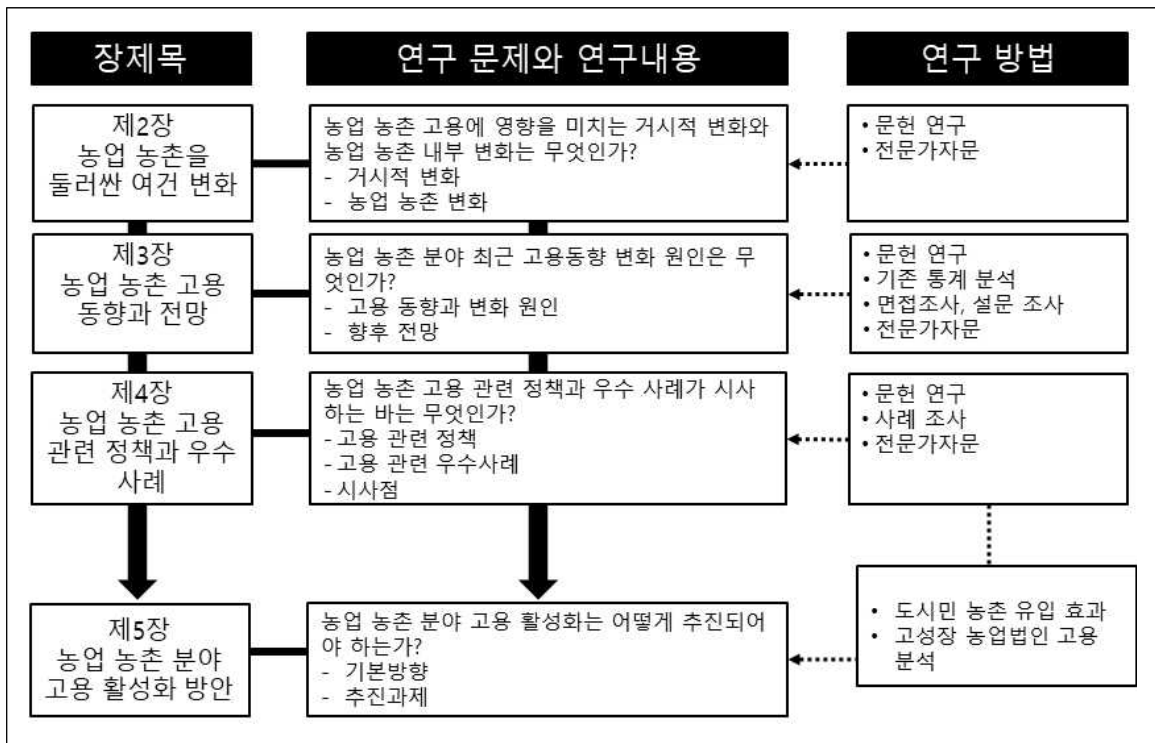 장제목
연구 문제와 연구내용
연구 방법
제2장
농업 농촌을
둘러싼 여건 변화
농업 농촌 고용에 영향을 미치는 거시적 변화와
농업 농촌 내부 변화는 무엇인가?
- 거시적 변화
- 농업 농촌 변화
• 문헌 연구
• 전문가자문
제3장
농업 농촌 고용
동향과 전망
농업 농촌 분야 최근 고용동향 변화 원인은 무
엇인가?
- 고용 동향과 변화 원인
- 향후 전망
• 문헌 연구
• 기존 통계 분석
• 면접조사, 설문 조사
• 전문가자문
제4장
농업 농촌 고용
관련 정책과 우수
사례
농업 농촌 고용 관련 정책과 우수 사례가 시사
하는 바는 무엇인가?
- 고용 관련 정책
- 고용 관련 우수사례
- 시사점
• 문헌 연구
• 사례 조사
• 전문가자문
제5장
농업 농촌 분야
고용 활성화 방안
농업 농촌 분야 고용 활성화는 어떻게 추진되어
야 하는가?
- 기본방향
- 추진과제
• 도시민 농촌 유입 효과
• 고성장 농업법인 고용
분석